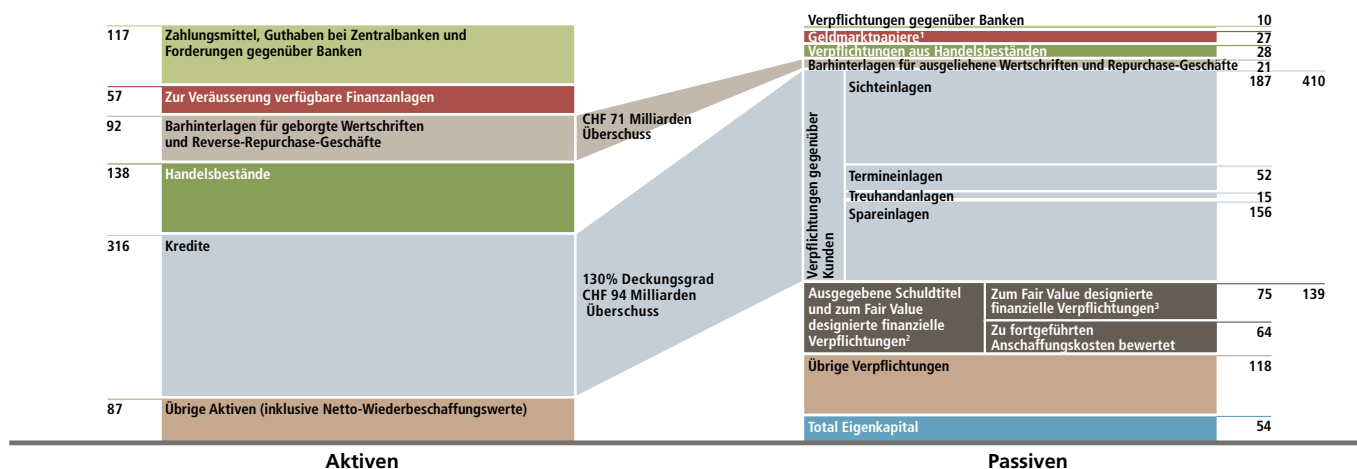 117 Zahlungsmittel, Guthaben bei Zentralbanken und
Forderungen gegenüber Banken
57 Zur Veräusserung verfügbare Finanzanlagen
92 Barhinterlagen für geborgte Wertschriften
und Reverse-Repurchase-Geschäfte
138 Handelsbestände
316 Kredite
87 Übrige Aktiven (inklusive Netto-Wiederbeschaffungswerte)
Aktiven
CHF 71 Milliarden
Überschuss
130% Deckungsgrad
CHF 94 Milliarden
Überschuss
Verpflichtungen gegenüber Banken 10
Geldmarktpapiere¹ 27
Verpflichtungen aus Handelsbeständen 28
Barhinterlagen für ausgeliehene Wertschriften und Repurchase-Geschäfte 21
Verpflichtungen gegenüber
Kunden
Sichteinlagen 187 410
Termineinlagen 52
Treuhandanlagen 15
Spareinlagen 156
Ausgegebene Schuldtitel
und zum Fair Value
designierte finanzielle
Verpflichtungen²
Zum Fair Value designierte 75 139
finanzielle Verpflichtungen³
Zu fortgeführten 64
Anschaffungskosten bewertet
Übrige Verpflichtungen 118
Total Eigenkapital 54
Passiven